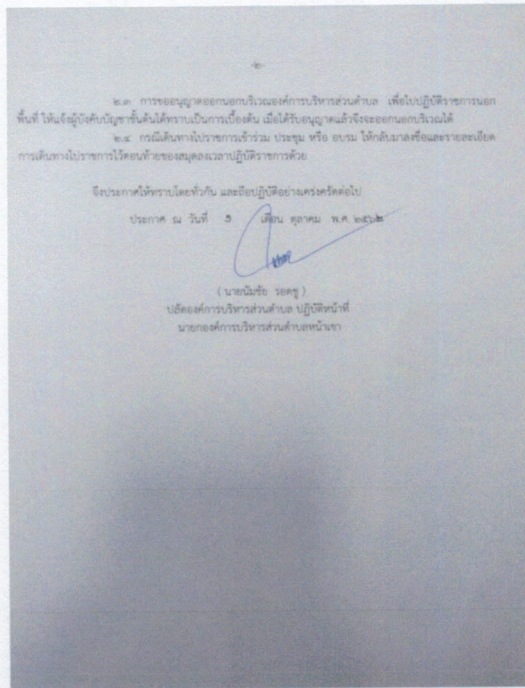 -๒-
๒.๓ การขออนุญาตออกนอกบริเวณองค์การบริหารส่วนตำบล เพื่อไปปฏิบัติราชการนอก
พื้นที่ ให้แจ้งผู้บังคับบัญชาชั้นต้นได้ทราบเป็นการเบื้องต้น เมื่อได้รับอนุญาตแล้วจึงจะออกนอกบริเวณได้
๒.๔ กรณีเดินทางไปราชการเข้าร่วม ประชุม หรือ อบรม ให้กลับมาลงชื่อและรายละเอียด
การเดินทางไปราชการไว้ตอนท้ายของสมุดลงเวลาปฏิบัติราชการด้วย
จึงประกาศให้ทราบโดยทั่วกัน และถือปฏิบัติอย่างเคร่งครัดต่อไป
ประกาศ ณ วันที่ ๑ เดือน ตุลาคม พ.ศ. ๒๕๖๒
( นายนัมชัย รอดชู )
ปลัดองค์การบริหารส่วนตำบล ปฏิบัติหน้าที่
นายกองค์การบริหารส่วนตำบลหน้าเขา